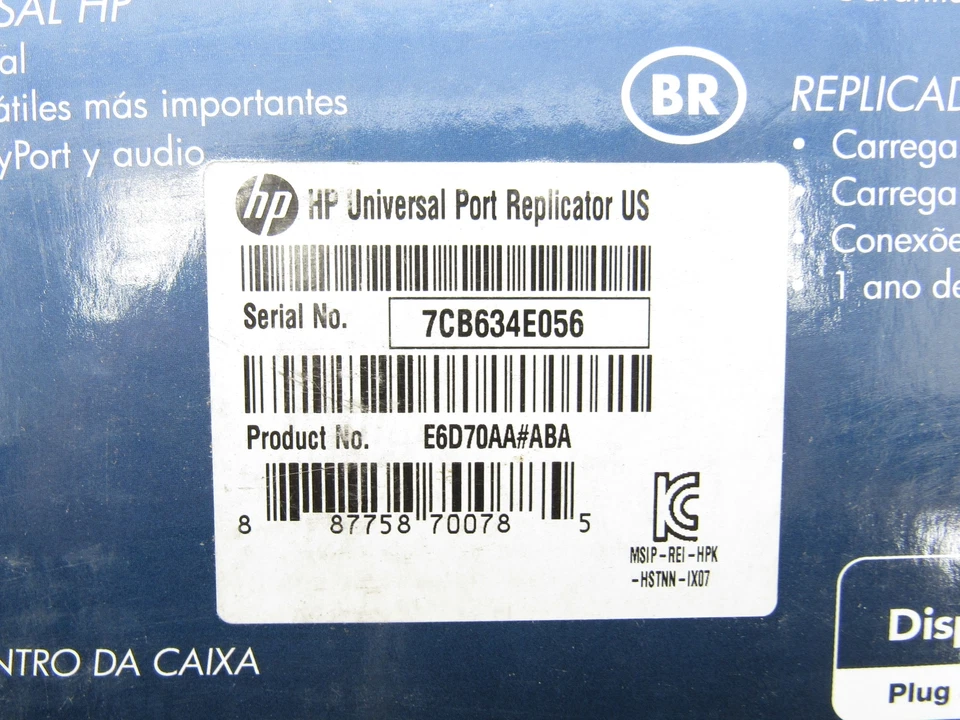 SAL HP
al
átiles más importantes
yPort y audio
BR
REPLICAD
• Carrega
• Carrega
• Conexõe
• 1 ano de
hp HP Universal Port Replicator US
Serial No. 7CB634E056
Product No. E6D70AA#ABA
8 87758 70078 5
KC
MSIP-REI-HPK
-HSTNN-IX07
NTRO DA CAIXA
Disp
Plug